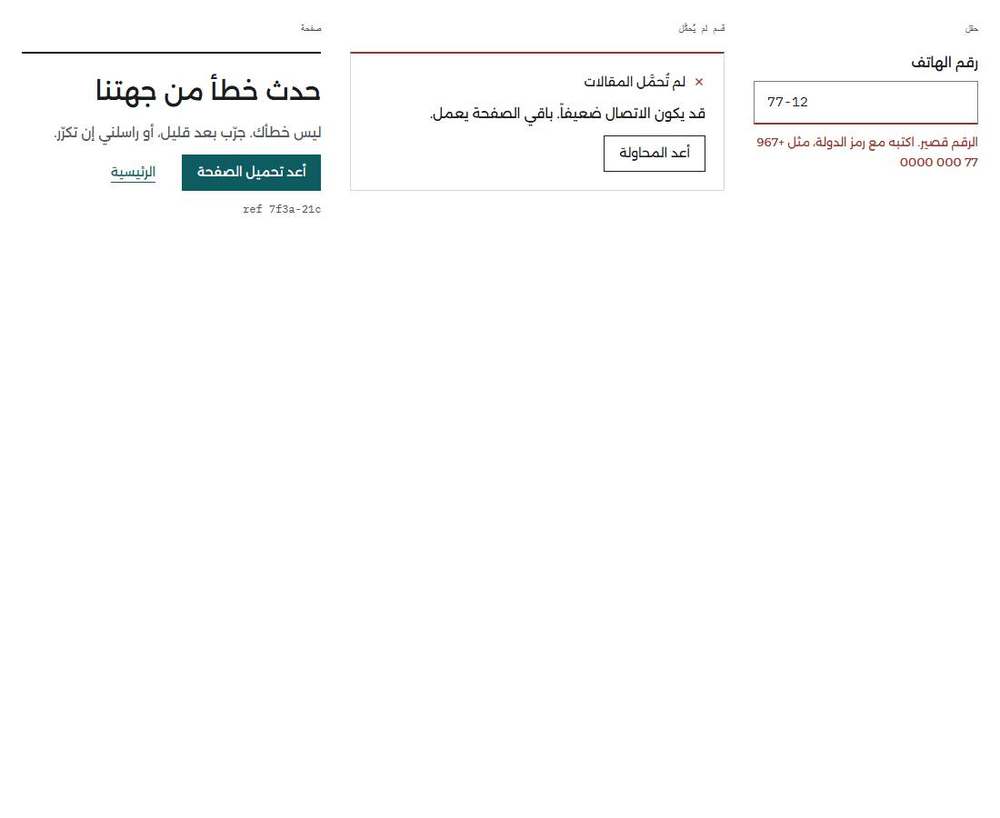 حقل
رقم الهاتف
77-12
الرقم قصير. اكتبه مع رمز الدولة، مثل +967
77 000 0000
قسم لم يُحمَّل
× لم تُحمَّل المقالات
قد يكون الاتصال ضعيفاً. باقي الصفحة يعمل.
أعد المحاولة
صفحة
حدث خطأ من جهتنا
ليس خطأك. جرّب بعد قليل، أو راسلني إن تكرّر.
أعد تحميل الصفحة
الرئيسية
ref 7f3a-21c